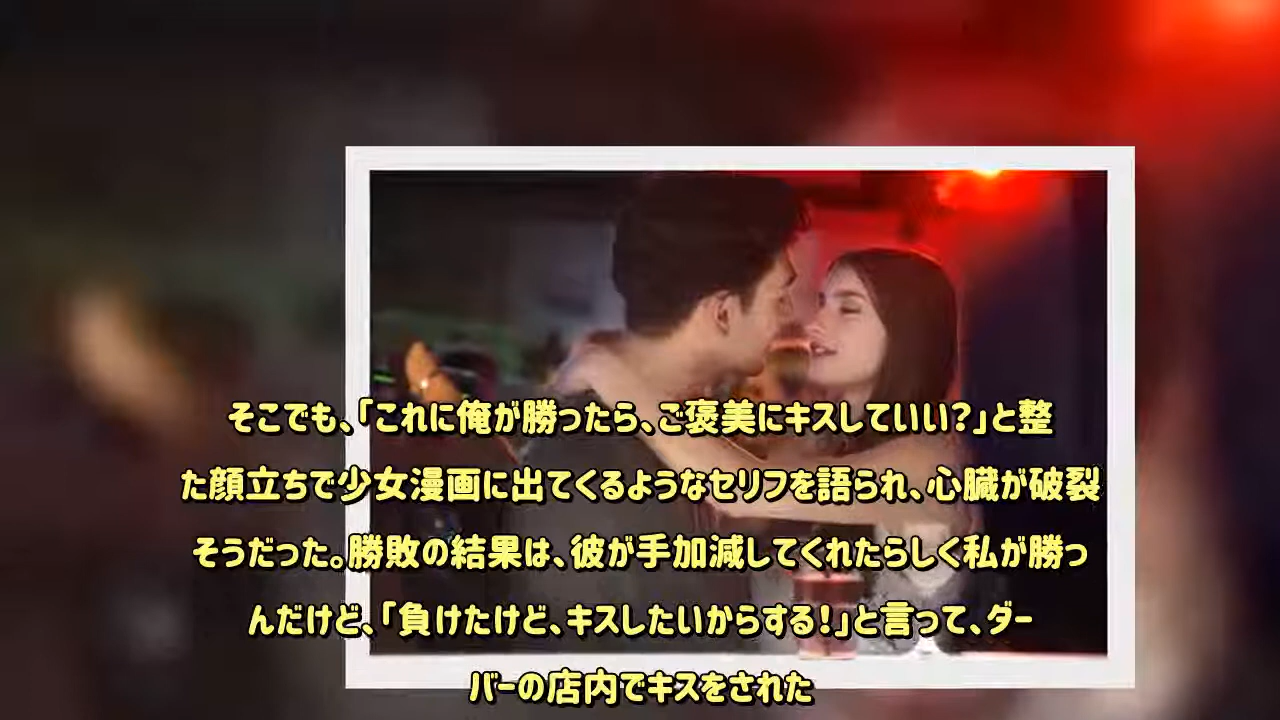 そこでも、「これに俺が勝ったら、ご褒美にキスしていい？」と整
た顔立ちで少女漫画に出てくるようなセリフを語られ、心臓が破裂
そうだった。勝敗の結果は、彼が手加減してくれたらしく私が勝っ
んだけど、「負けたけど、キスしたいからする！」と言って、ダー
バーの店内でキスをされた